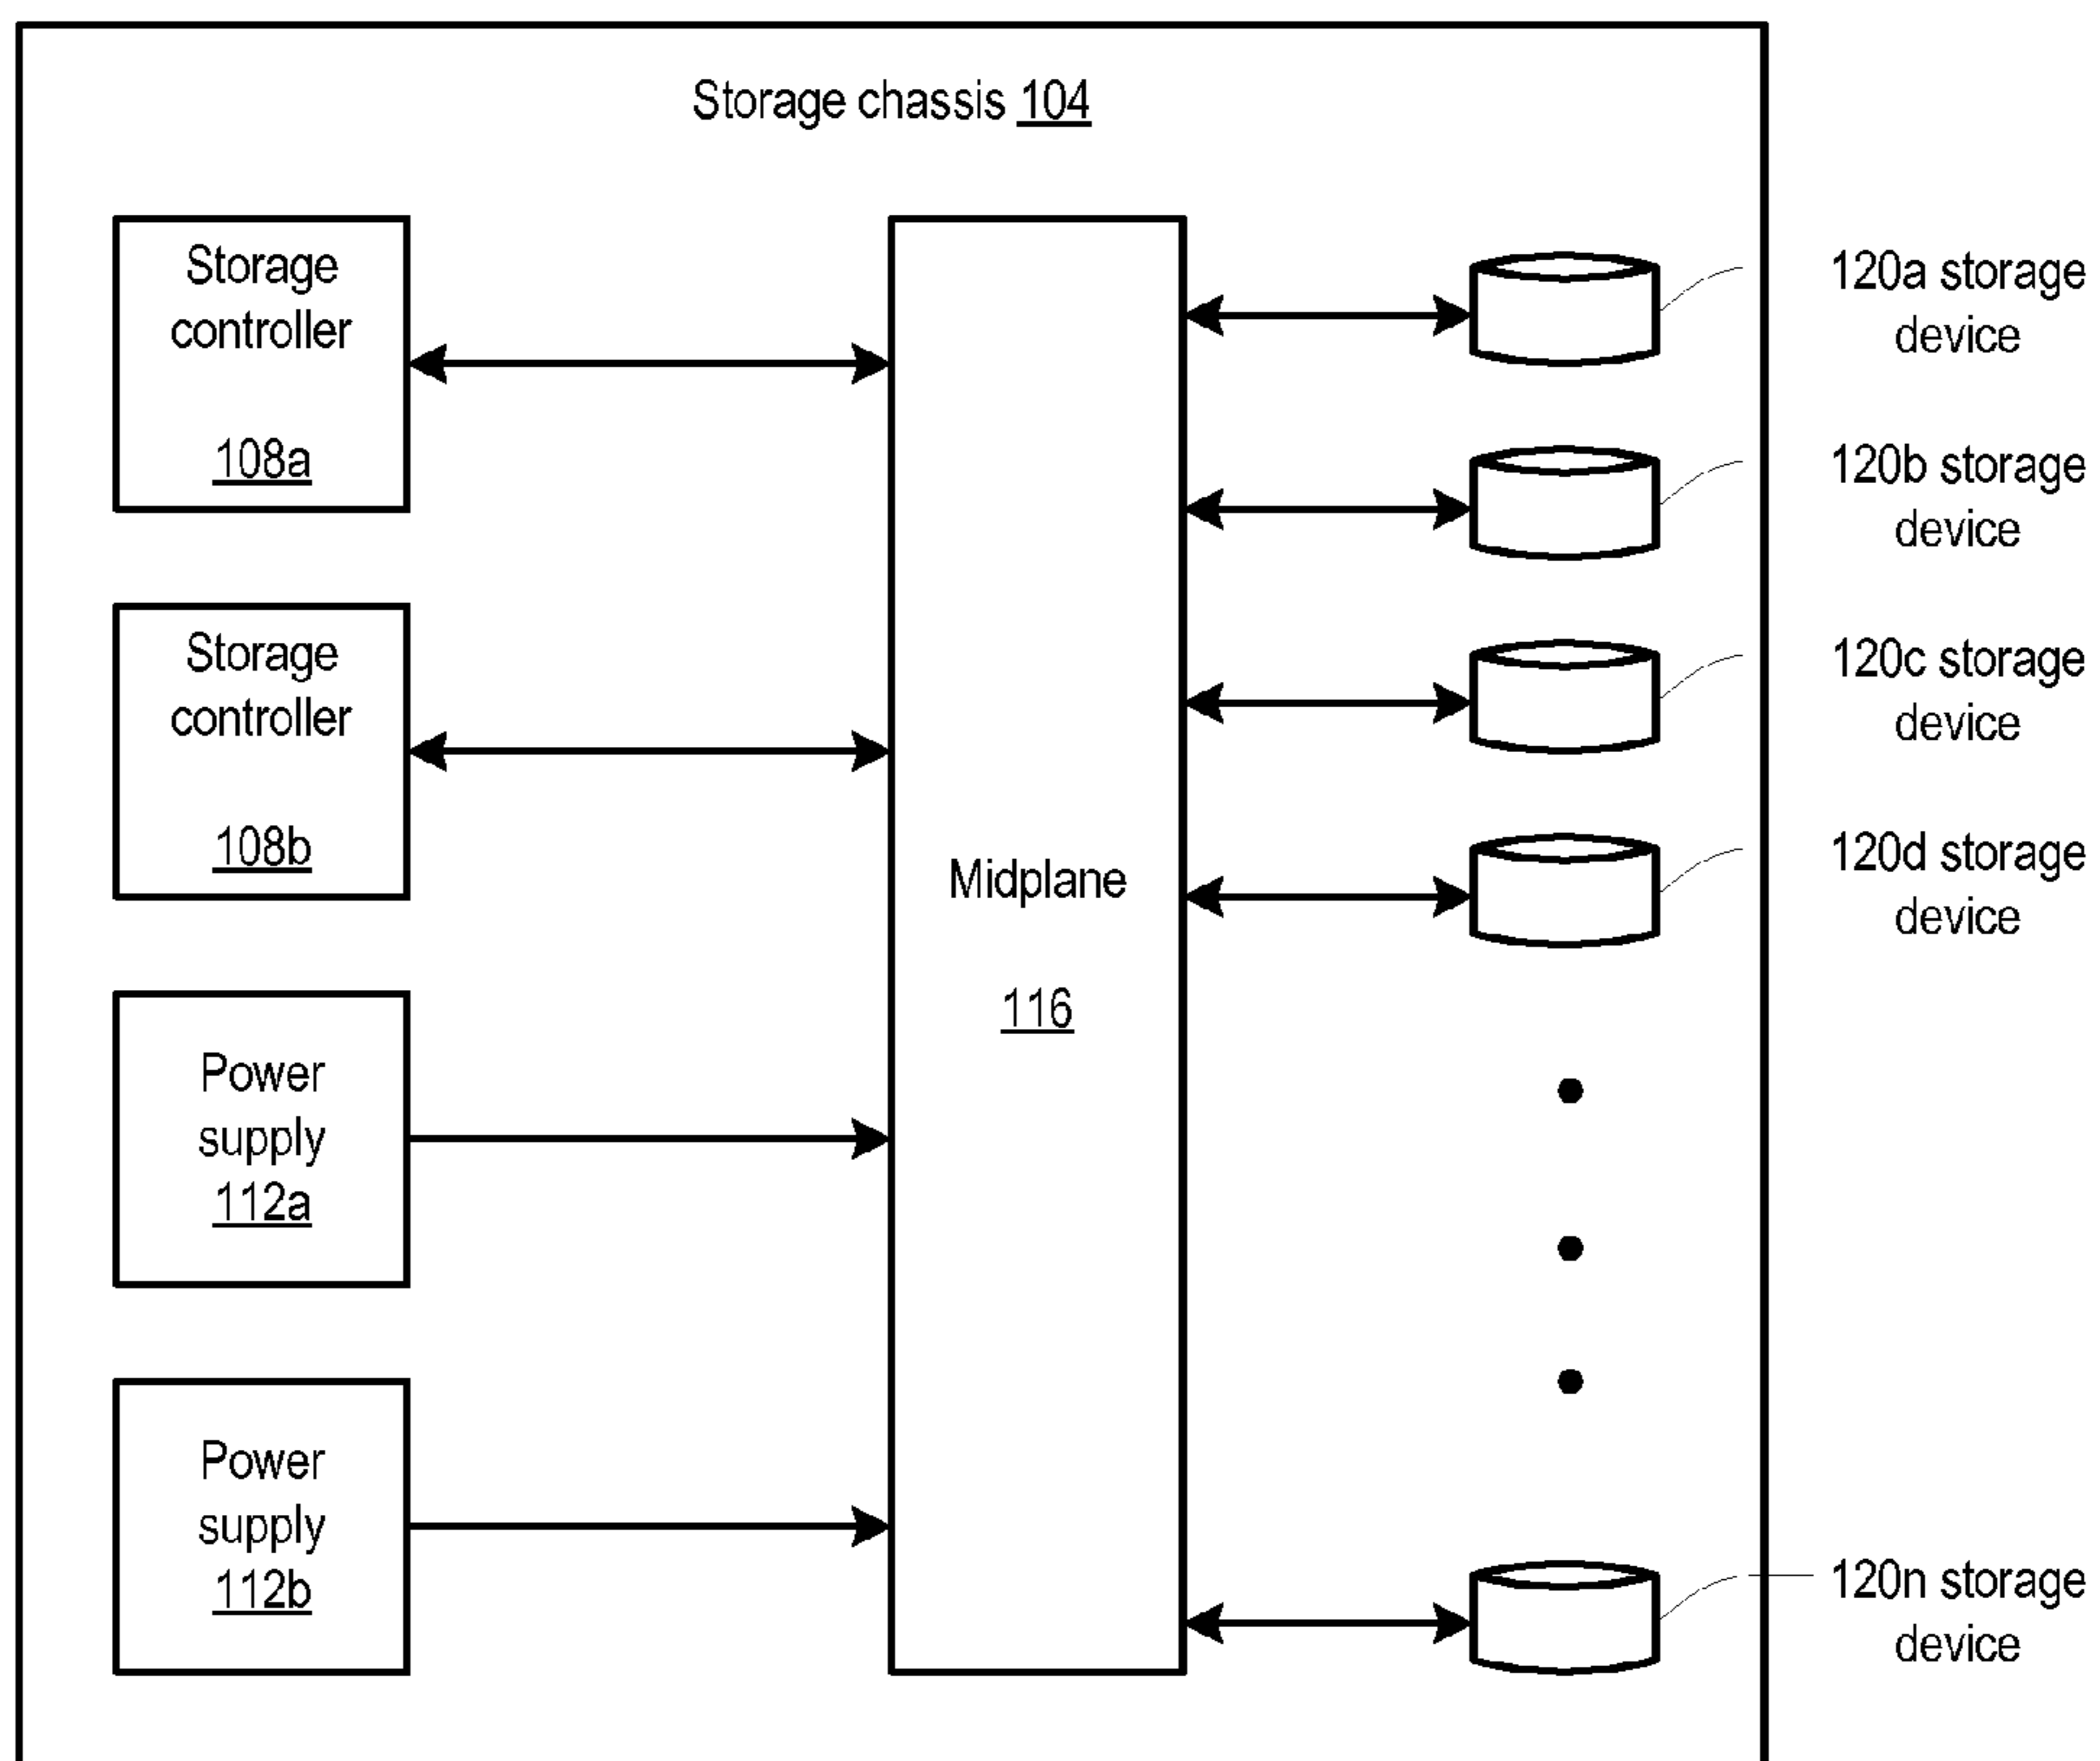 Storage chassis 104
Storage
controller
108a
Storage
controller
108b
Power
supply
112a
Power
supply
112b
Midplane
116
120a storage
device
120b storage
device
120c storage
device
120d storage
device
120n storage
device